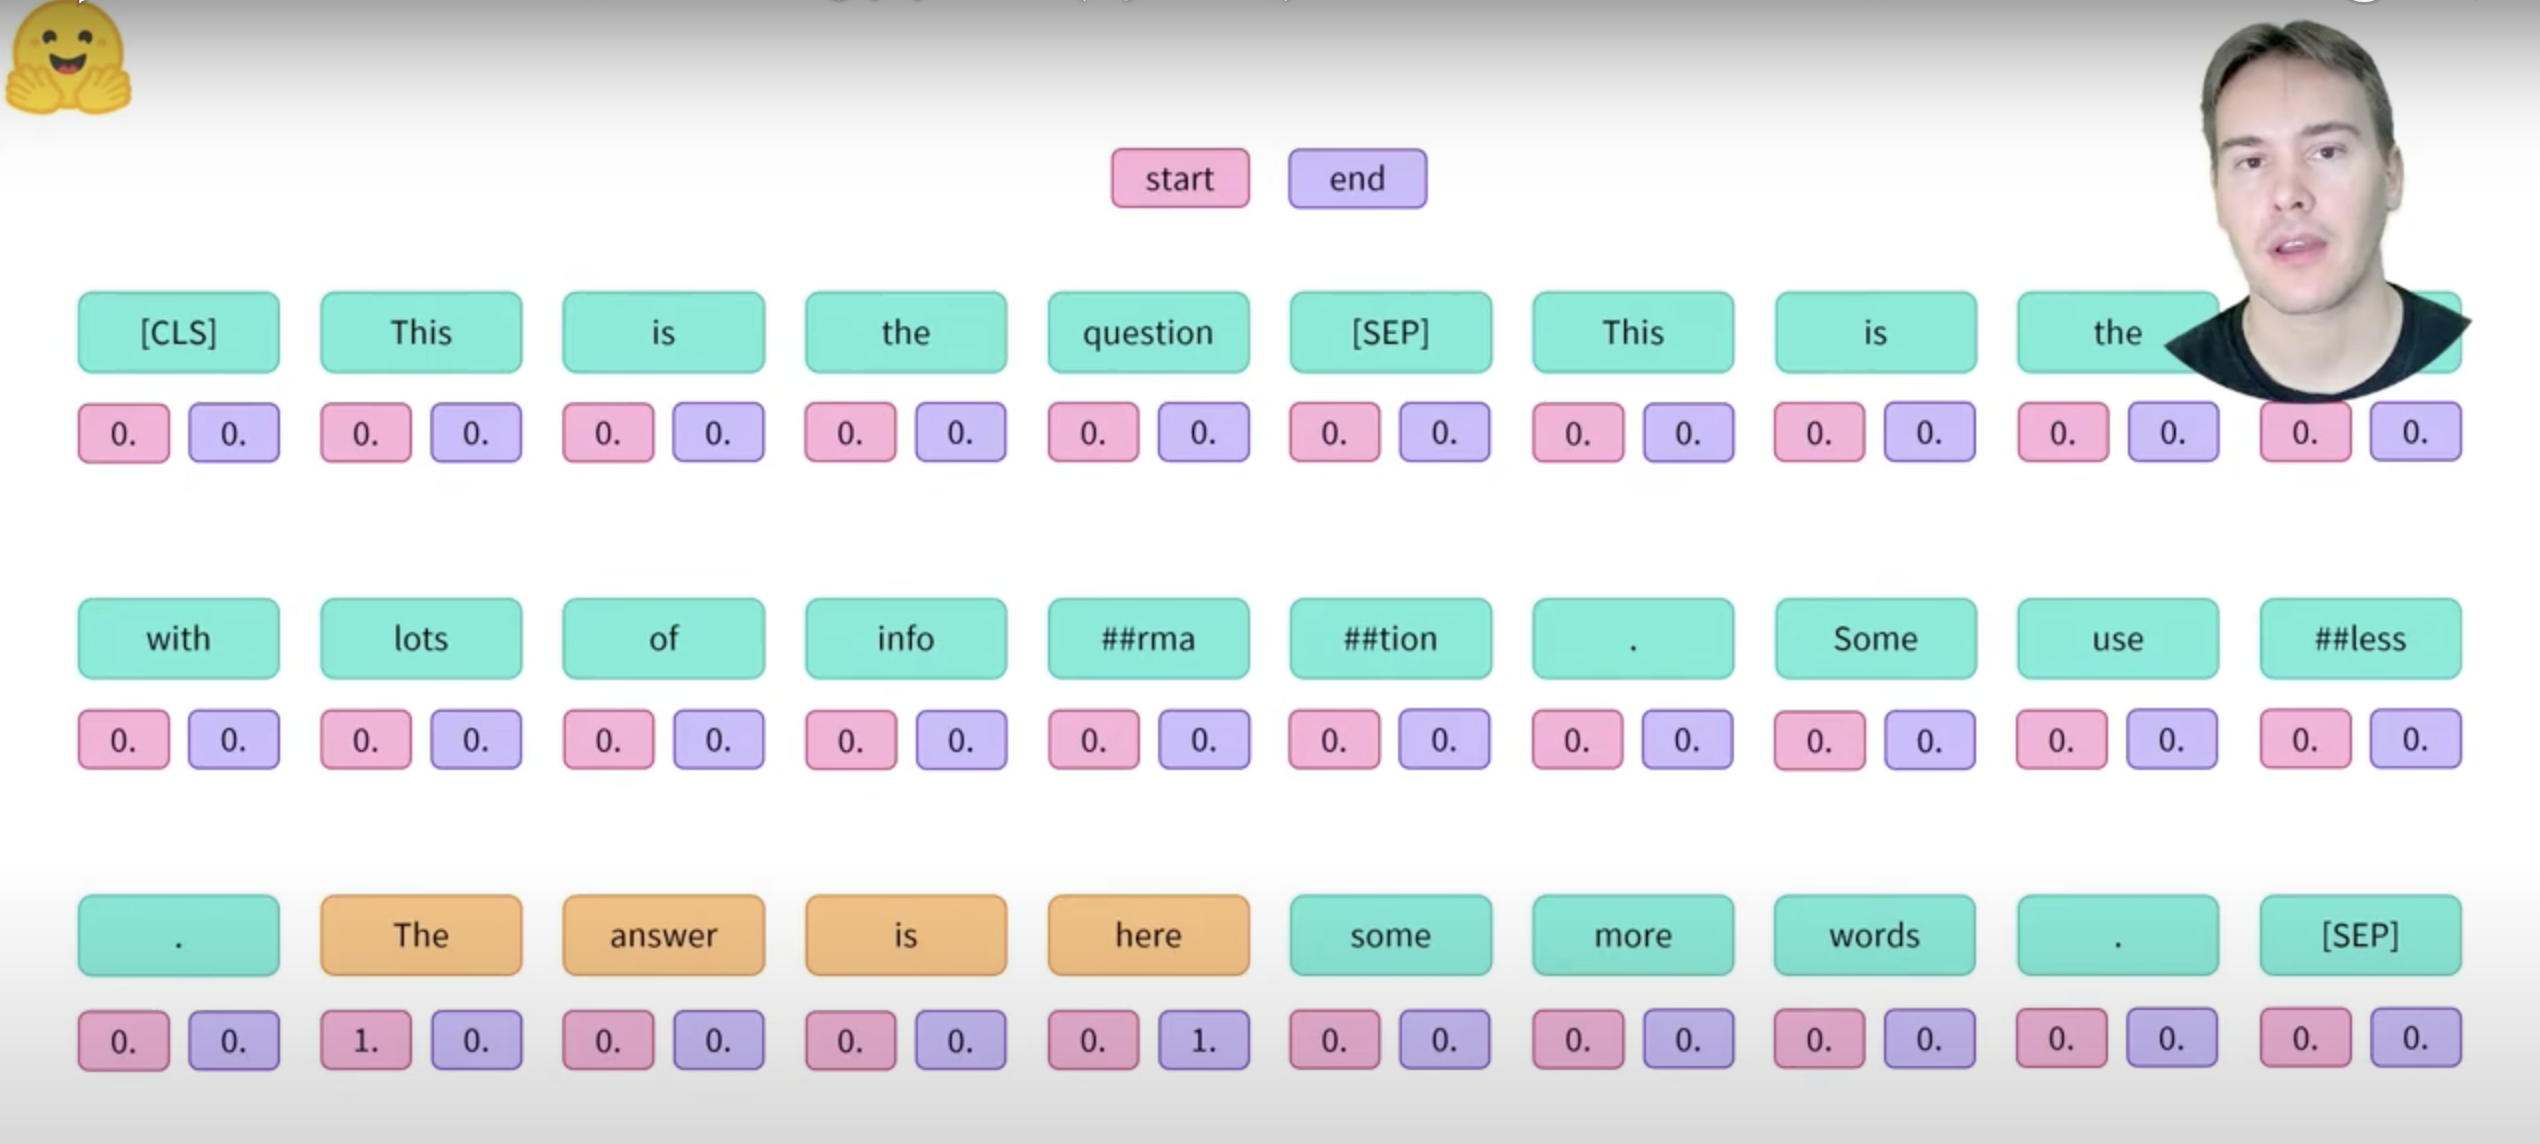 start end
[CLS] This is the question [SEP] This is the
0. 0. 0. 0. 0. 0. 0. 0. 0. 0. 0. 0. 0. 0. 0. 0. 0. 0. 0. 0.
with lots of info ##rma ##tion . Some use ##less
0. 0. 0. 0. 0. 0. 0. 0. 0. 0. 0. 0. 0. 0. 0. 0. 0. 0. 0. 0.
. The answer is here some more words . [SEP]
0. 0. 1. 0. 0. 0. 0. 0. 0. 1. 0. 0. 0. 0. 0. 0. 0. 0. 0. 0.